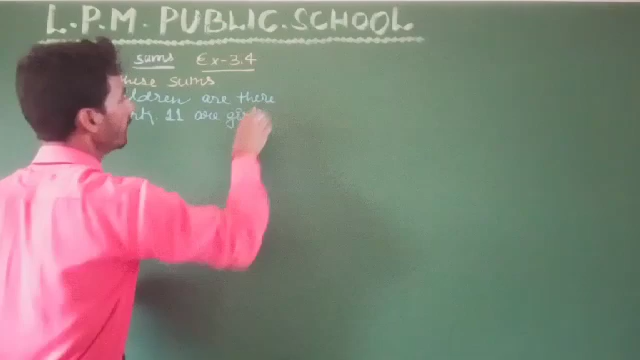 L.P.M. PUBLIC.SCHOOL
sums Ex-3.4
these sums
children are there
11 are